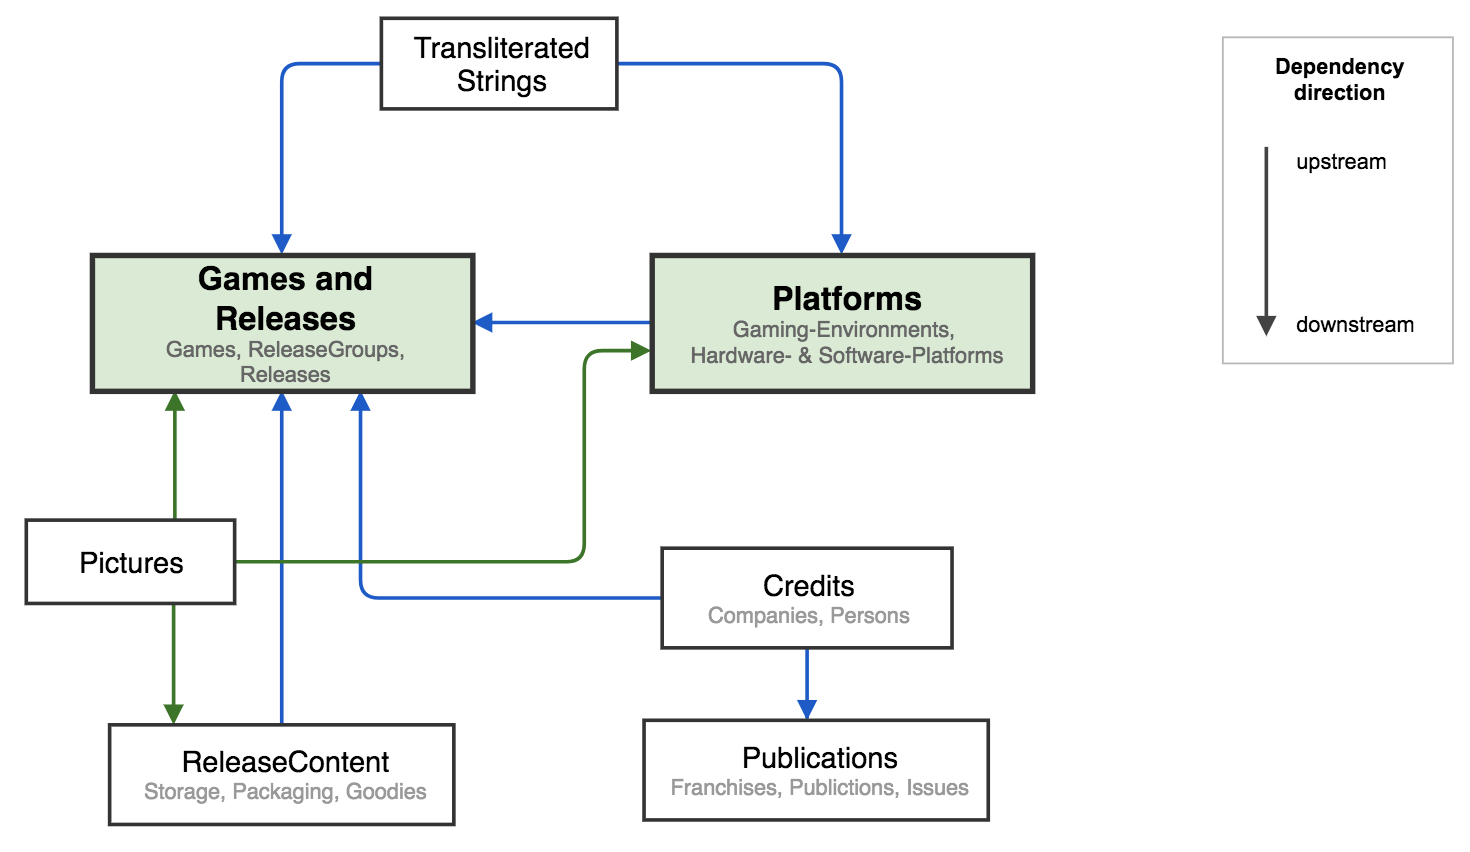 Transliterated
Strings
Dependency
direction
upstream
downstream
Games and
Releases
Games, ReleaseGroups,
Releases
Platforms
Gaming-Environments,
Hardware- & Software-Platforms
Pictures
Credits
Companies, Persons
ReleaseContent
Storage, Packaging, Goodies
Publications
Franchises, Publictions, Issues